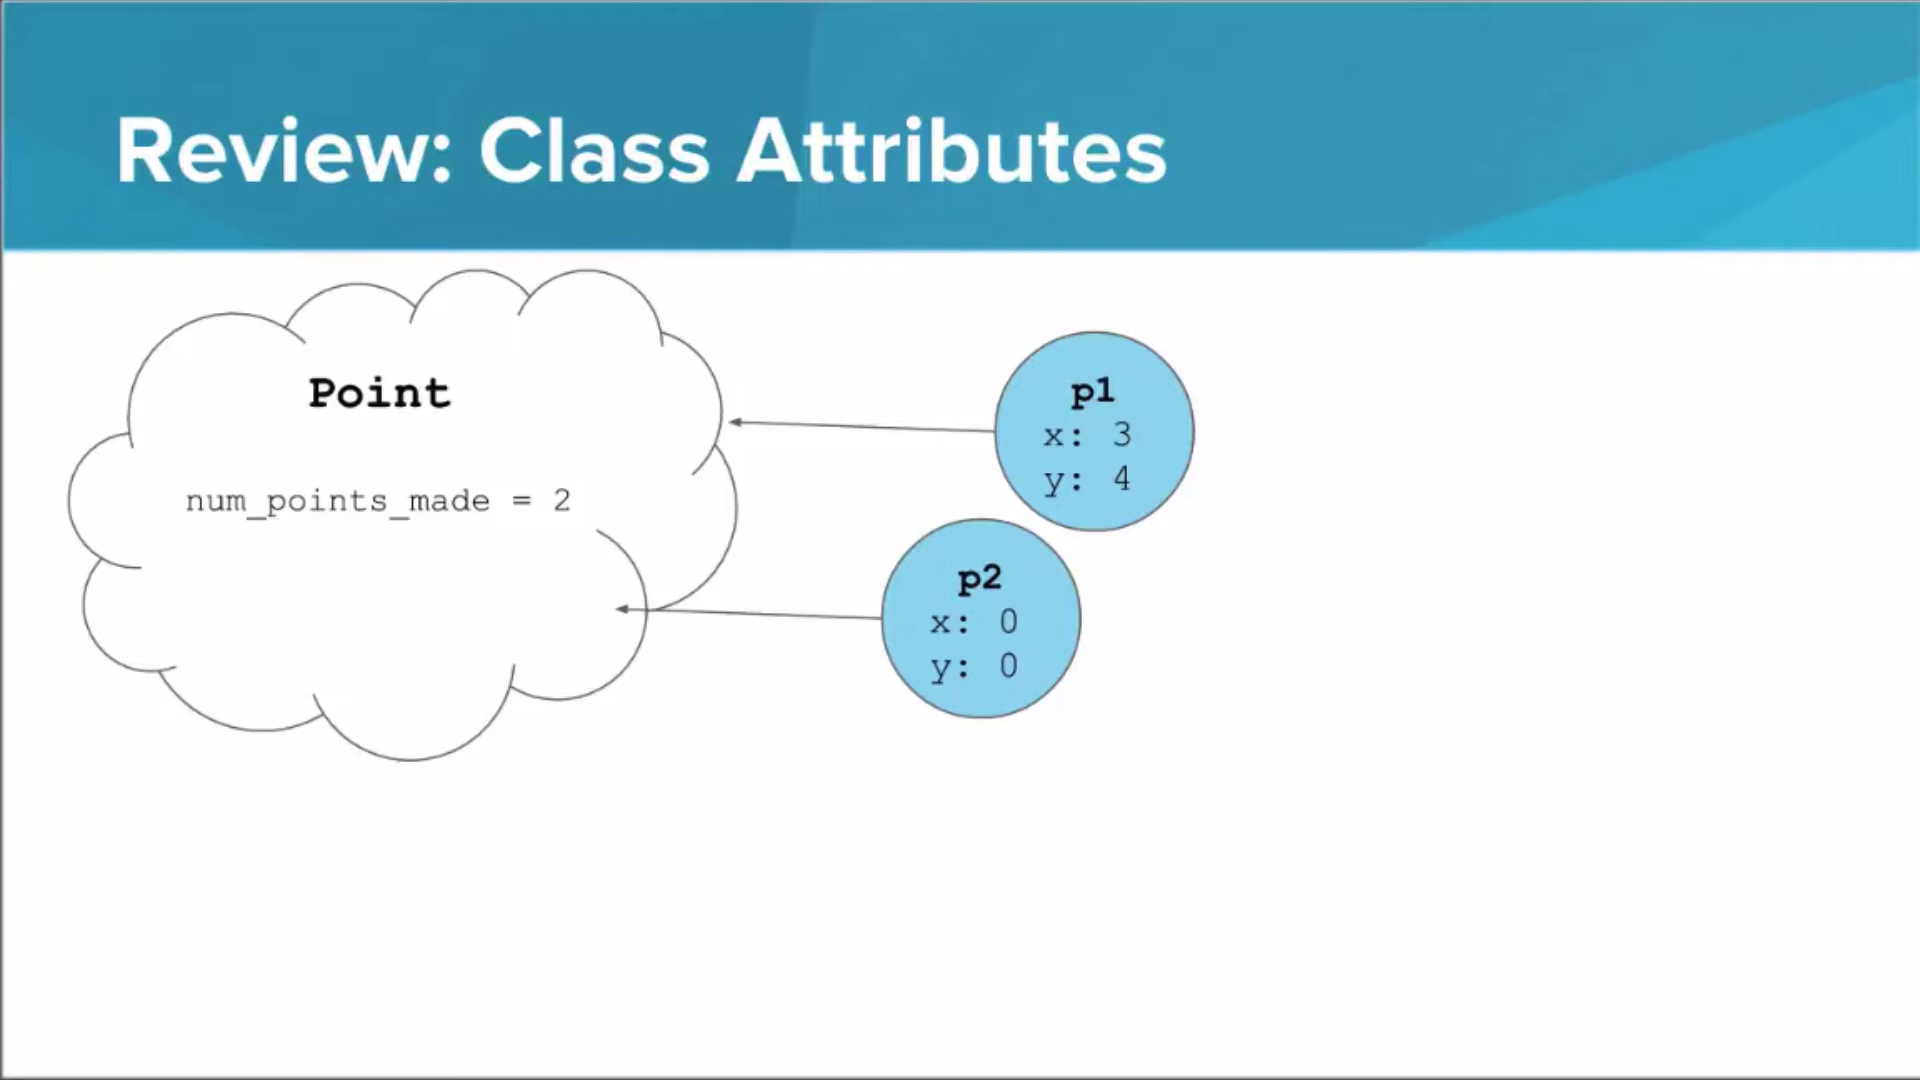 Review: Class Attributes
Point
num_points_made = 2
p1
x: 3
y: 4
p2
x: 0
y: 0